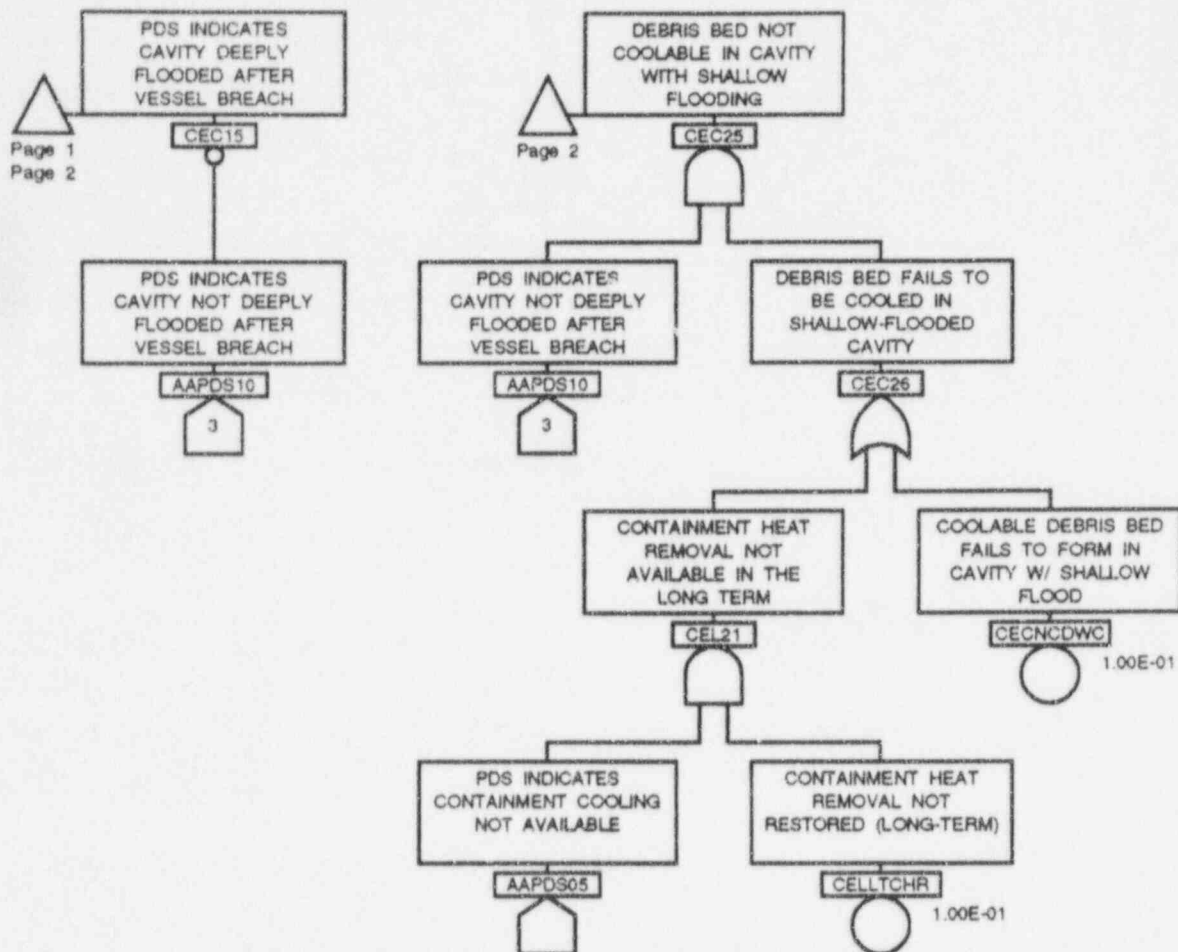 PDS INDICATES
CAVITY DEEPLY
FLOODED AFTER
VESSEL BREACH
CEC15
Page 1
Page 2
DEBRIS BED NOT
COOLABLE IN CAVITY
WITH SHALLOW
FLOODING
CEC25
Page 2
PDS INDICATES
CAVITY NOT DEEPLY
FLOODED AFTER
VESSEL BREACH
AAPDS10
3
PDS INDICATES
CAVITY NOT DEEPLY
FLOODED AFTER
VESSEL BREACH
AAPDS10
3
DEBRIS BED FAILS TO
BE COOLED IN
SHALLOW-FLOODED
CAVITY
CEC26
CONTAINMENT HEAT
REMOVAL NOT
AVAILABLE IN THE
LONG TERM
CEL21
COOLABLE DEBRIS BED
FAILS TO FORM IN
CAVITY W/ SHALLOW
FLOOD
CECNCDWC
1.00E-01
PDS INDICATES
CONTAINMENT COOLING
NOT AVAILABLE
AAPDS05
CONTAINMENT HEAT
REMOVAL NOT
RESTORED (LONG-TERM)
CELLTCHR
1.00E-01